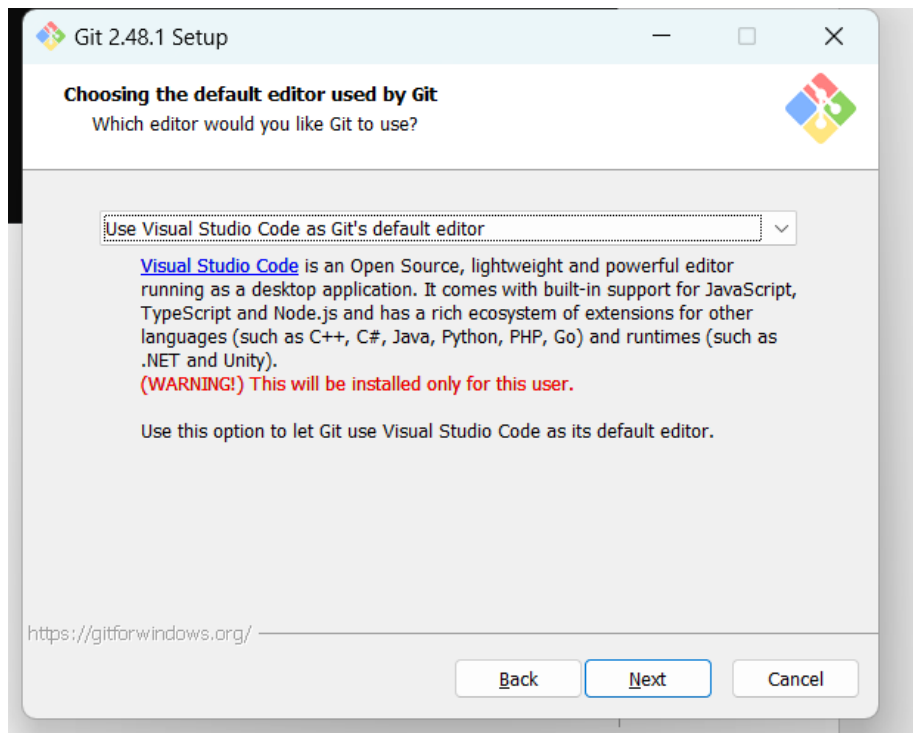 Git 2.48.1 Setup
Choosing the default editor used by Git
Which editor would you like Git to use?
Use Visual Studio Code as Git's default editor
Visual Studio Code is an Open Source, lightweight and powerful editor
running as a desktop application. It comes with built-in support for JavaScript,
TypeScript and Node.js and has a rich ecosystem of extensions for other
languages (such as C++, C#, Java, Python, PHP, Go) and runtimes (such as
.NET and Unity).
(WARNING!) This will be installed only for this user.
Use this option to let Git use Visual Studio Code as its default editor.
https://gitforwindows.org/
Back Next Cancel